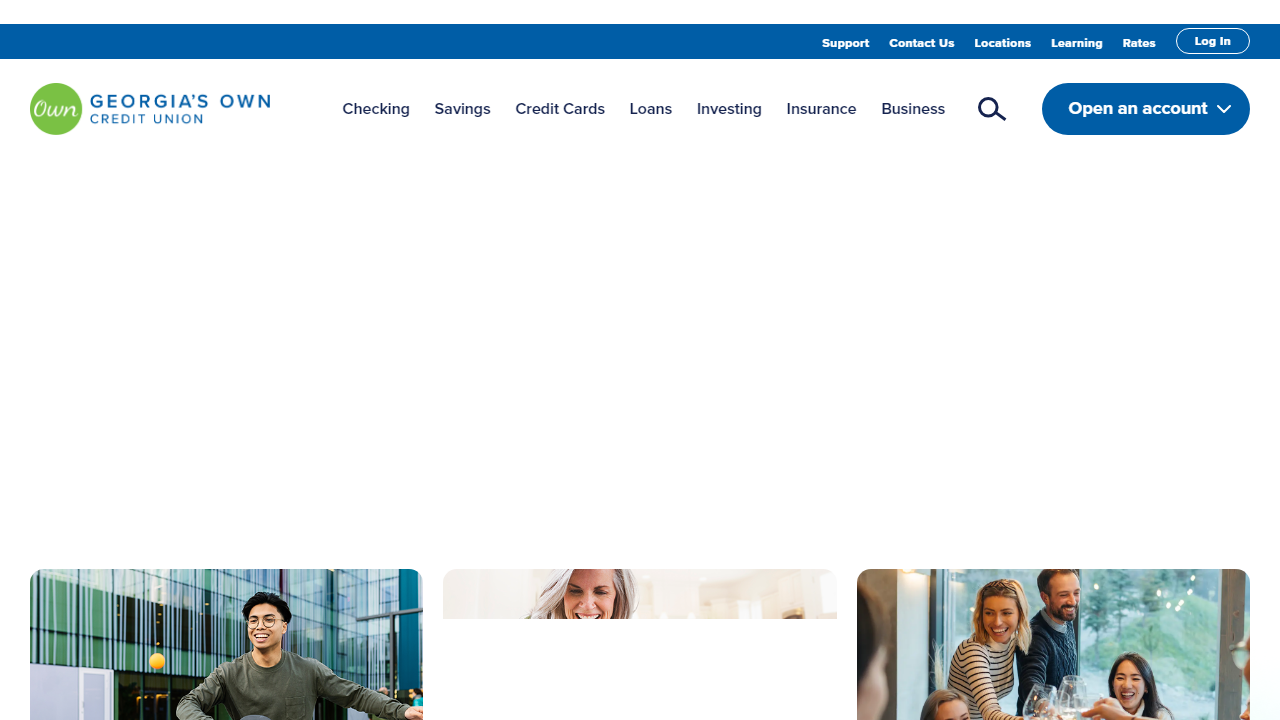 Support Contact Us Locations Learning Rates Log In
Own GEORGIA'S OWN
CREDIT UNION
Checking Savings Credit Cards Loans Investing Insurance Business Open an account